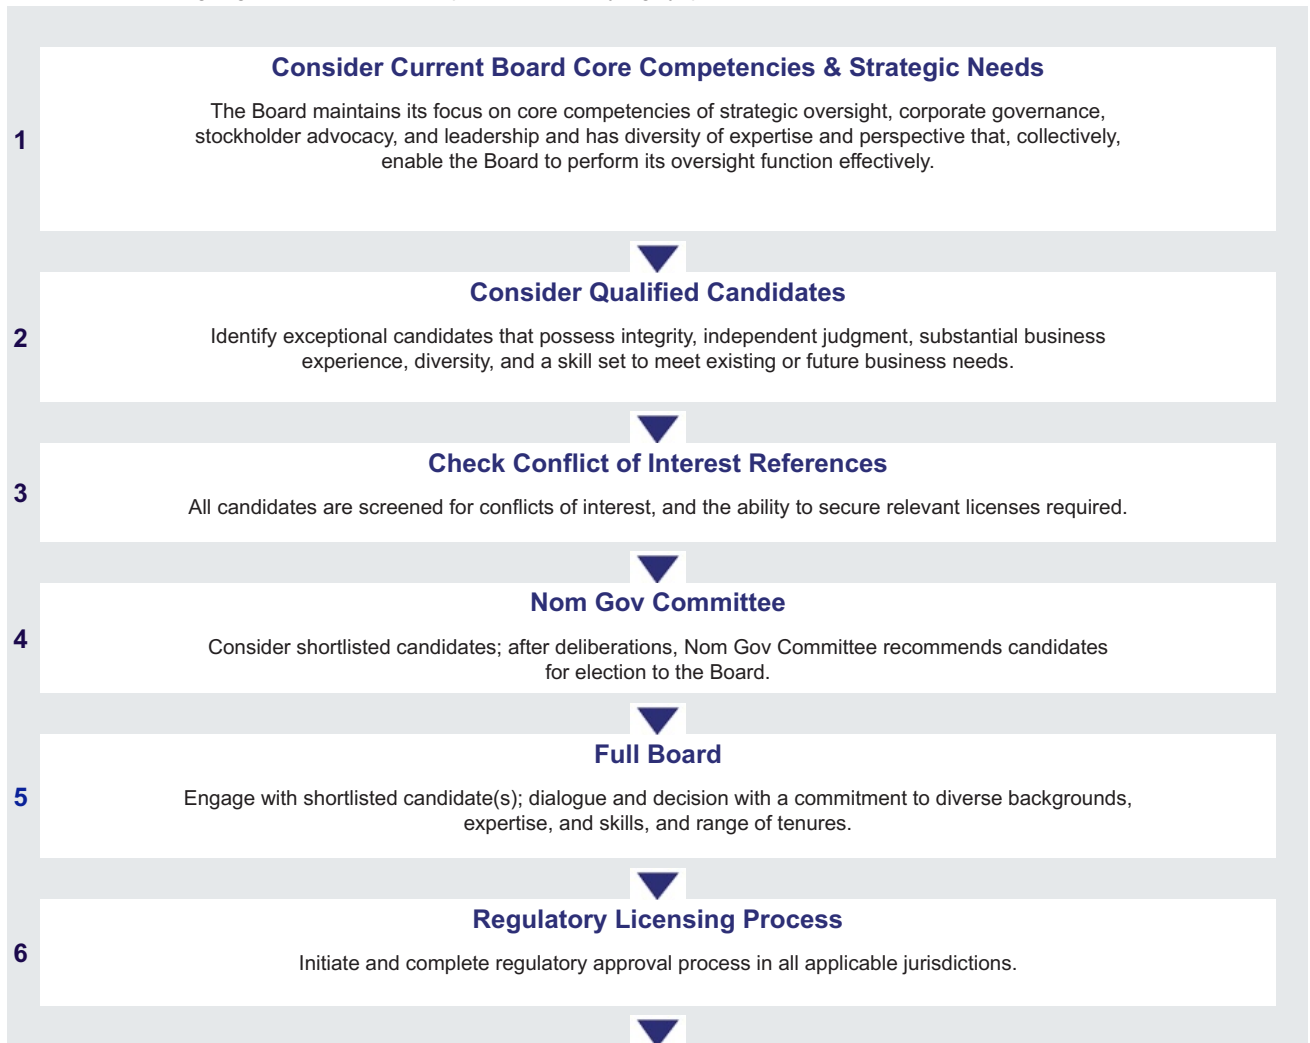 Consider Current Board Core Competencies & Strategic Needs
1
The Board maintains its focus on core competencies of strategic oversight, corporate governance,
stockholder advocacy, and leadership and has diversity of expertise and perspective that, collectively,
enable the Board to perform its oversight function effectively.
Consider Qualified Candidates
2
Identify exceptional candidates that possess integrity, independent judgment, substantial business
experience, diversity, and a skill set to meet existing or future business needs.
Check Conflict of Interest References
3
All candidates are screened for conflicts of interest, and the ability to secure relevant licenses required.
Nom Gov Committee
4
Consider shortlisted candidates; after deliberations, Nom Gov Committee recommends candidates
for election to the Board.
Full Board
5
Engage with shortlisted candidate(s); dialogue and decision with a commitment to diverse backgrounds,
expertise, and skills, and range of tenures.
Regulatory Licensing Process
6
Initiate and complete regulatory approval process in all applicable jurisdictions.